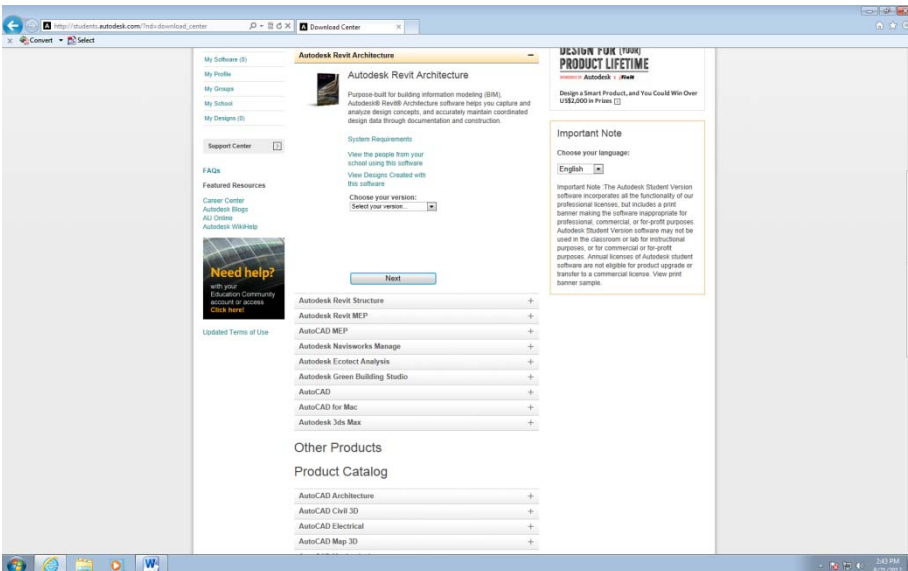 http://students.autodesk.com/?nd=download_center
Download Center
Convert
Select
My Software (8)
My Profile
My Groups
My School
My Designs (0)
Support Center
FAQs
Featured Resources
Career Center
Autodesk Blogs
AU Online
Autodesk WikiHelp
Need help?
with your
Education Community
account or access
Click here!
Updated Terms of Use
Autodesk Revit Architecture
Autodesk Revit Architecture
Purpose-built for building information modeling (BIM),
Autodesk® Revit® Architecture software helps you capture and
analyze design concepts, and accurately maintain coordinated
design data through documentation and construction.
System Requirements
View the people from your
school using this software
View Designs Created with
this software
Choose your version:
Select your version...
Next
Autodesk Revit Structure
Autodesk Revit MEP
AutoCAD MEP
Autodesk Navisworks Manage
Autodesk Ecotect Analysis
Autodesk Green Building Studio
AutoCAD
AutoCAD for Mac
Autodesk 3ds Max
Other Products
Product Catalog
AutoCAD Architecture
AutoCAD Civil 3D
AutoCAD Electrical
AutoCAD Map 3D
DESIGN FOR (YOUR)
PRODUCT LIFETIME
Autodesk
Design a Smart Product, and You Could Win Over
US$2,000 in Prizes
Important Note
Choose your language:
English
Important Note :The Autodesk Student Version
software incorporates all the functionality of our
professional licenses, but includes a print
banner making the software inappropriate for
professional, commercial, or for-profit purposes.
Autodesk Student Version software may not be
used in the classroom or lab for instructional
purposes, or for commercial or for-profit
purposes. Annual licenses of Autodesk student
software are not eligible for product upgrade or
transfer to a commercial license. View print
banner sample.
2:43 PM